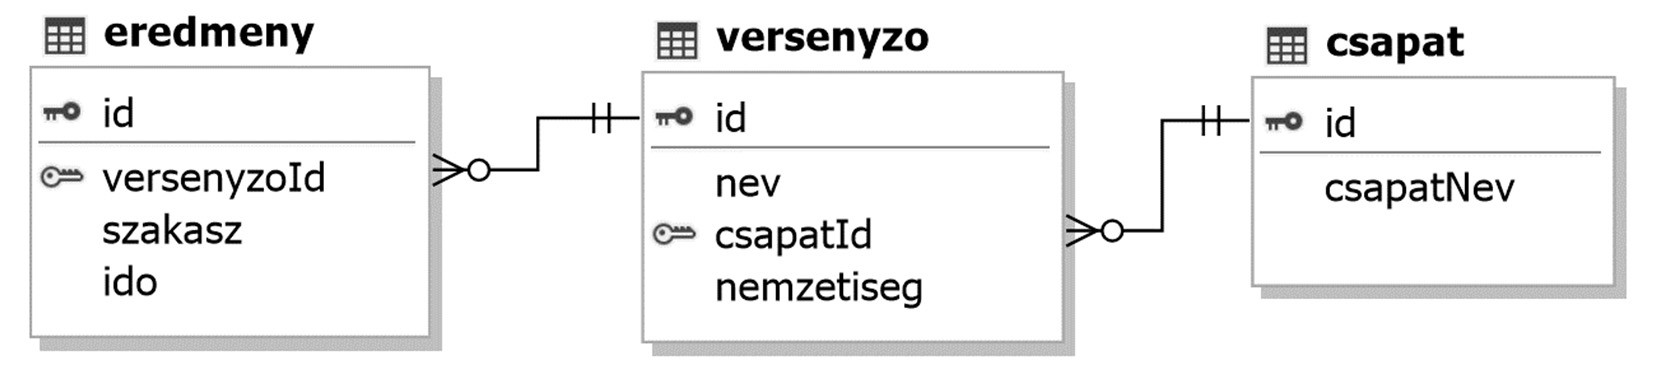 eredmeny
id
versenyzoId
szakasz
ido
versenyzo
id
nev
csapatId
nemzetiseg
csapat
id
csapatNev